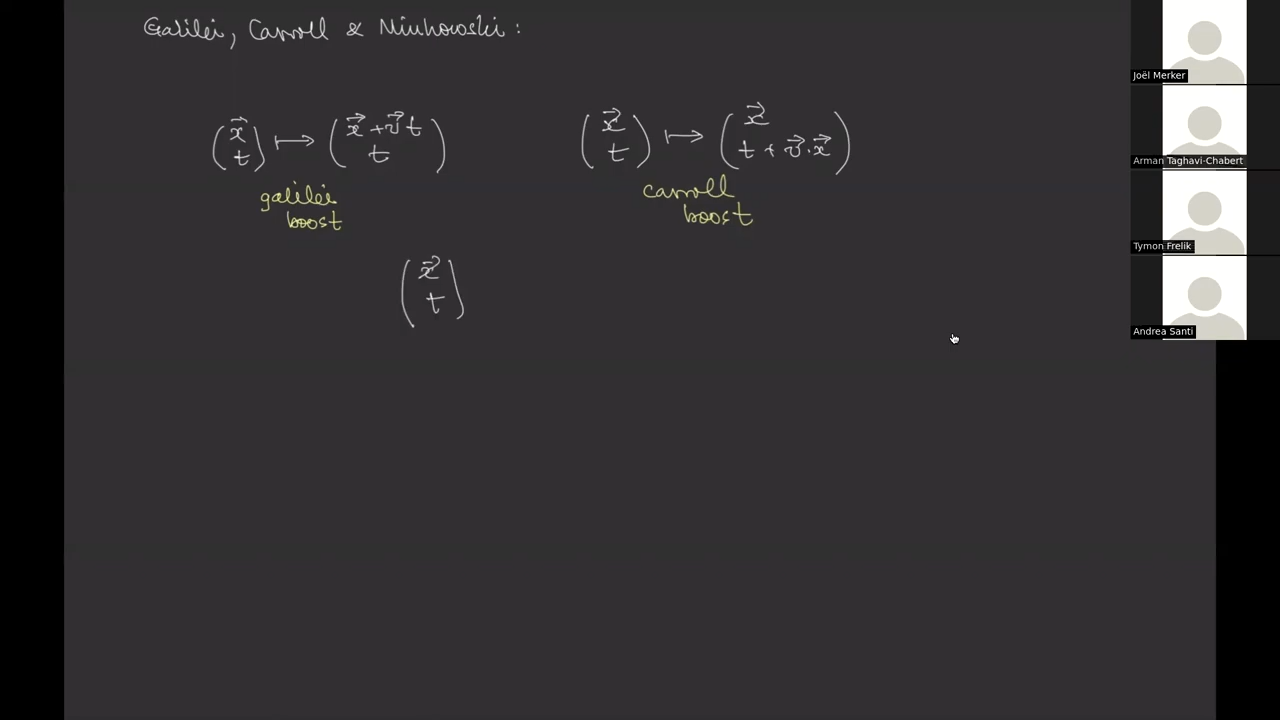 Galilei, Carroll & Minkowski :
(x⃗ t) ↦ (x⃗ + v⃗ t t)
galilei boost
(x⃗ t) ↦ (x⃗ t + v⃗ · x⃗)
carroll boost
(x⃗ t)
Joël Merker
Arman Taghavi-Chabert
Tymon Frelik
Andrea Santi